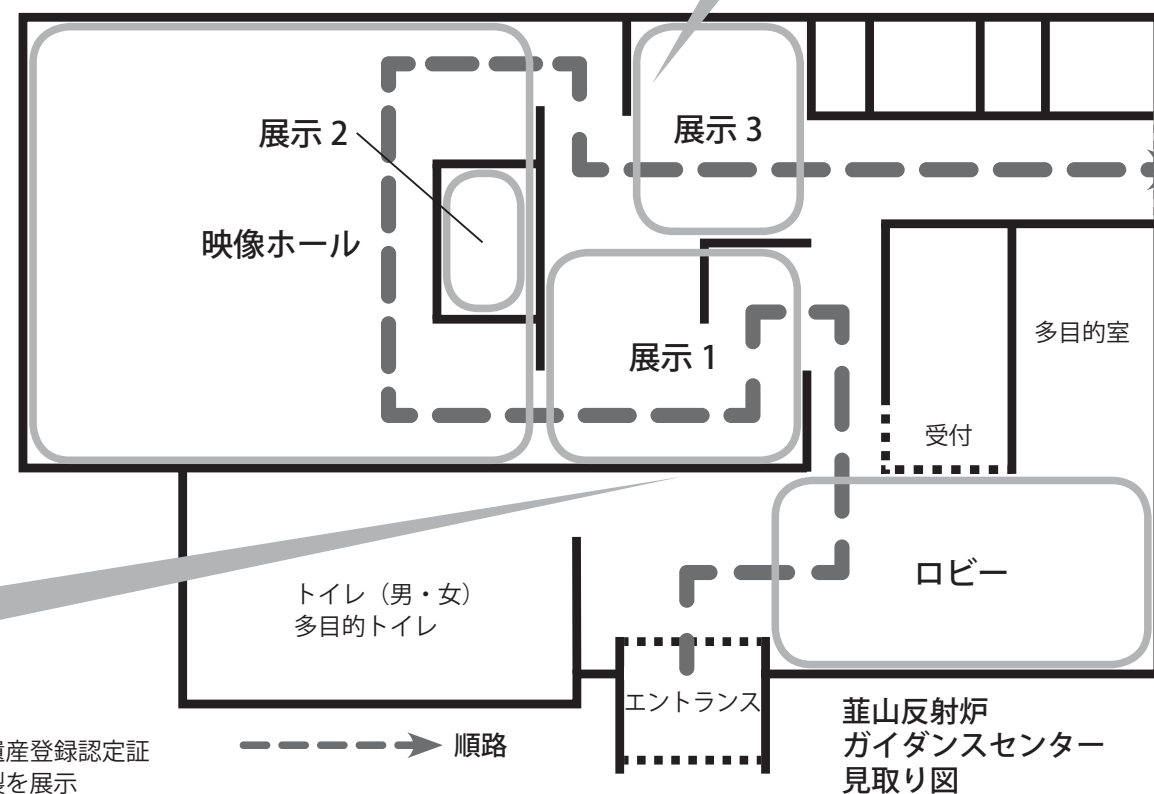 展示 2
展示 3
映像ホール
展示 1
多目的室
受付
ロビー
トイレ（男・女）
多目的トイレ
エントランス
順路
韮山反射炉
ガイダンスセンター
見取り図
遺産登録認定証
製を展示